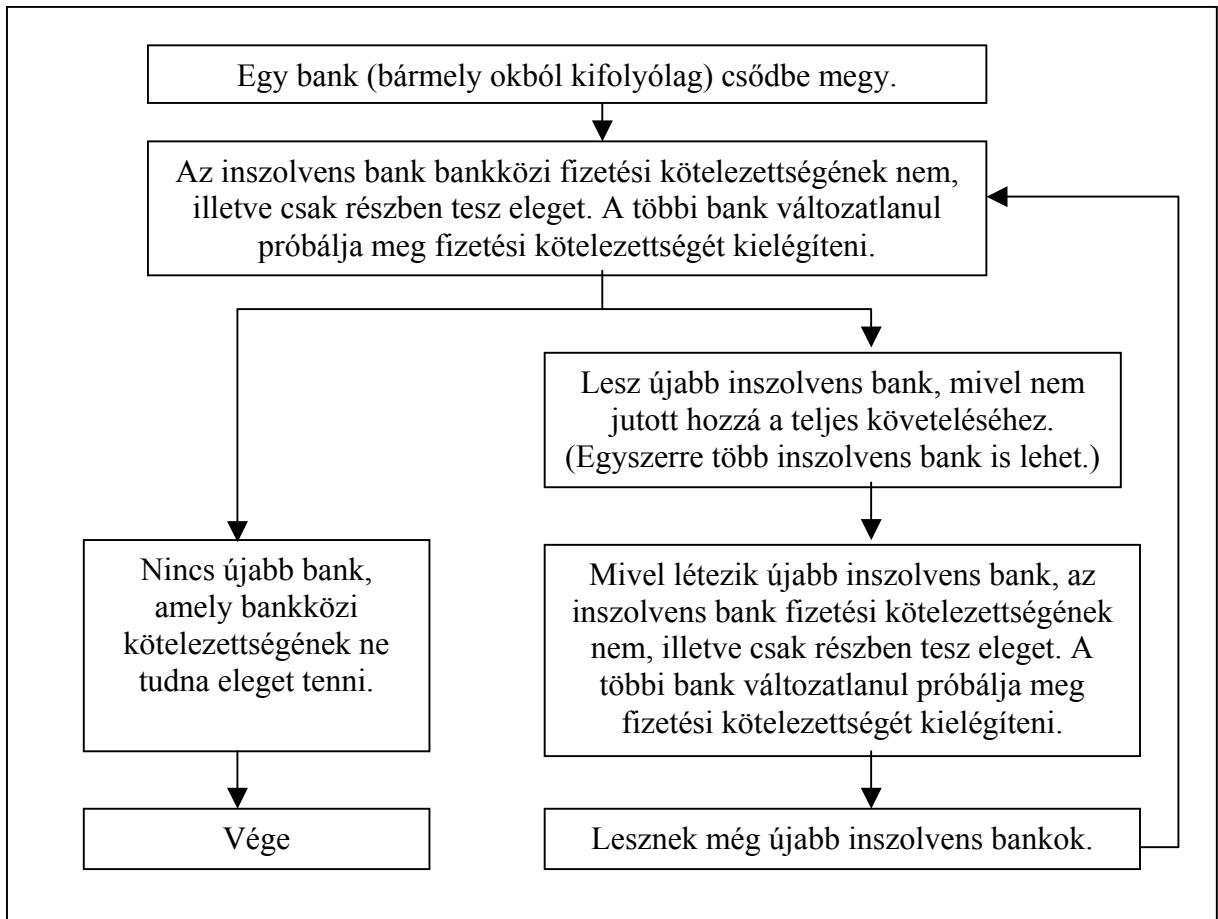 Egy bank (bármely okból kifolyólag) csődbe megy.
Az inszolvens bank bankközi fizetési kötelezettségének nem,
illetve csak részben tesz eleget. A többi bank változatlanul
próbálja meg fizetési kötelezettségét kielégíteni.
Lesz újabb inszolvens bank, mivel nem
jutott hozzá a teljes követeléséhez.
(Egyszerre több inszolvens bank is lehet.)
Nincs újabb bank,
amely bankközi
kötelezettségének ne
tudna eleget tenni.
Mivel létezik újabb inszolvens bank, az
inszolvens bank fizetési kötelezettségének
nem, illetve csak részben tesz eleget. A
többi bank változatlanul próbálja meg
fizetési kötelezettségét kielégíteni.
Vége
Lesznek még újabb inszolvens bankok.